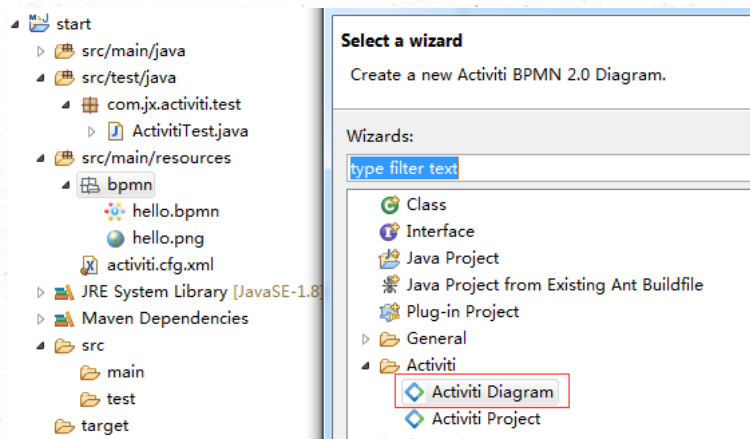 start
src/main/java
src/test/java
com.jx.activiti.test
ActivitiTest.java
src/main/resources
bpmn
hello.bpmn
hello.png
activiti.cfg.xml
JRE System Library [JavaSE-1.8
Maven Dependencies
src
main
test
target
Select a wizard
Create a new Activiti BPMN 2.0 Diagram.
Wizards:
type filter text
Class
Interface
Java Project
Java Project from Existing Ant Buildfile
Plug-in Project
General
Activiti
Activiti Diagram
Activiti Project